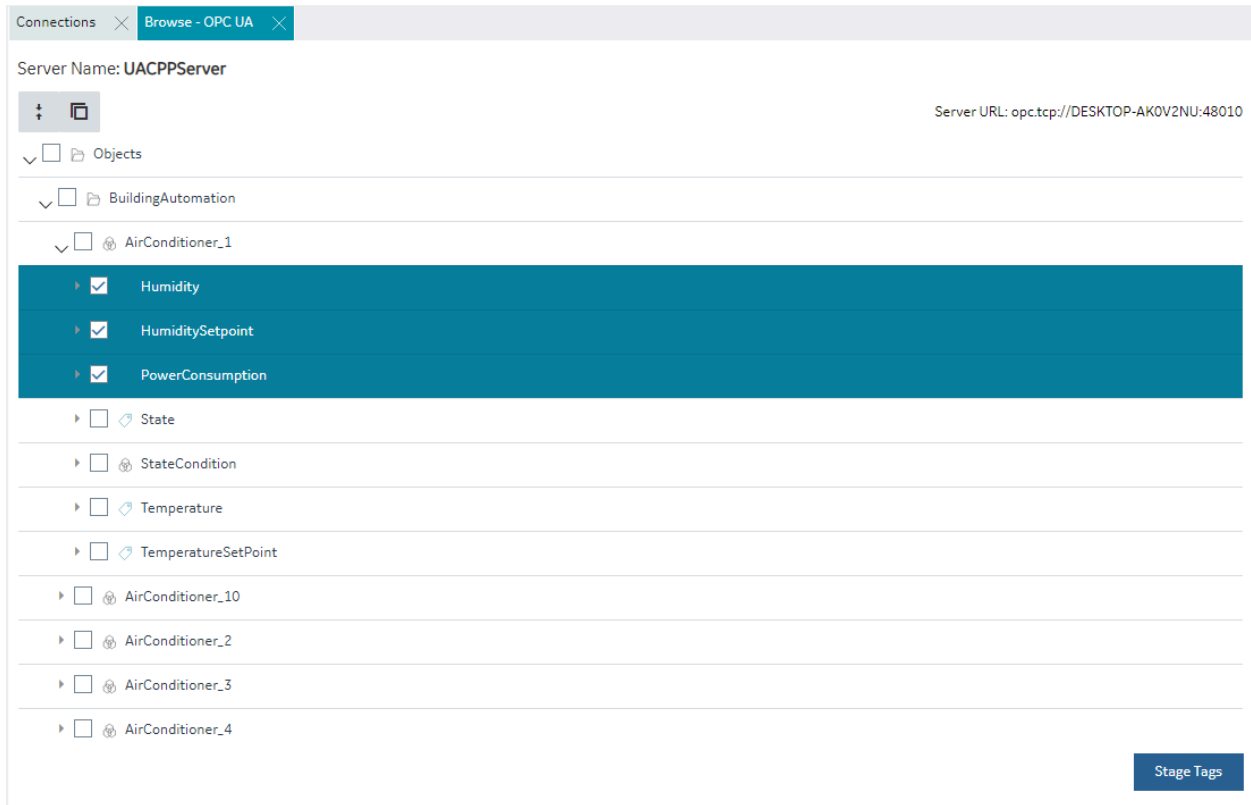 Connections
Browse - OPC UA
Server Name: UACPPServer
Server URL: opc.tcp://DESKTOP-AK0V2NU:48010
Objects
BuildingAutomation
AirConditioner_1
Humidity
HumiditySetpoint
PowerConsumption
State
StateCondition
Temperature
TemperatureSetPoint
AirConditioner_10
AirConditioner_2
AirConditioner_3
AirConditioner_4
Stage Tags